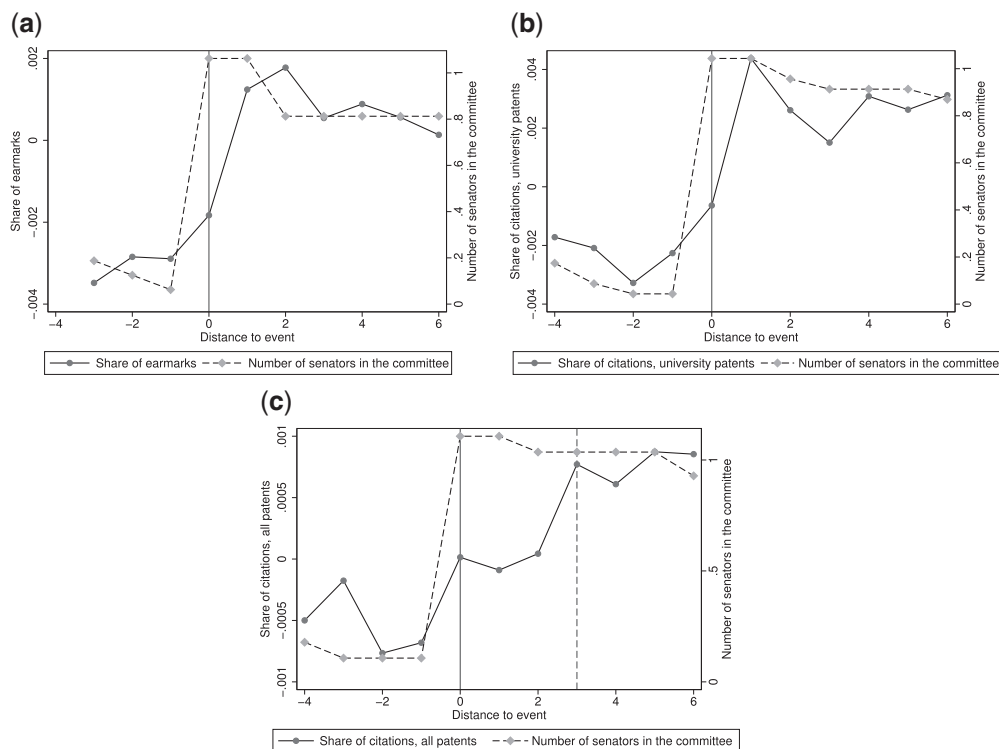 (a)
Share of earmarks
.002
0
-.002
-.004
Number of senators in the committee
1
.8
.6
.4
.2
0
-4 -2 0 2 4 6
Distance to event
Share of earmarks Number of senators in the committee
(b)
Share of citations, university patents
.004
.002
0
-.002
-.004
Number of senators in the committee
1
.8
.6
.4
.2
0
-4 -2 0 2 4 6
Distance to event
Share of citations, university patents Number of senators in the committee
(c)
Share of citations, all patents
.001
.0005
0
-.0005
-.001
Number of senators in the committee
1
.5
0
-4 -2 0 2 4 6
Distance to event
Share of citations, all patents Number of senators in the committee